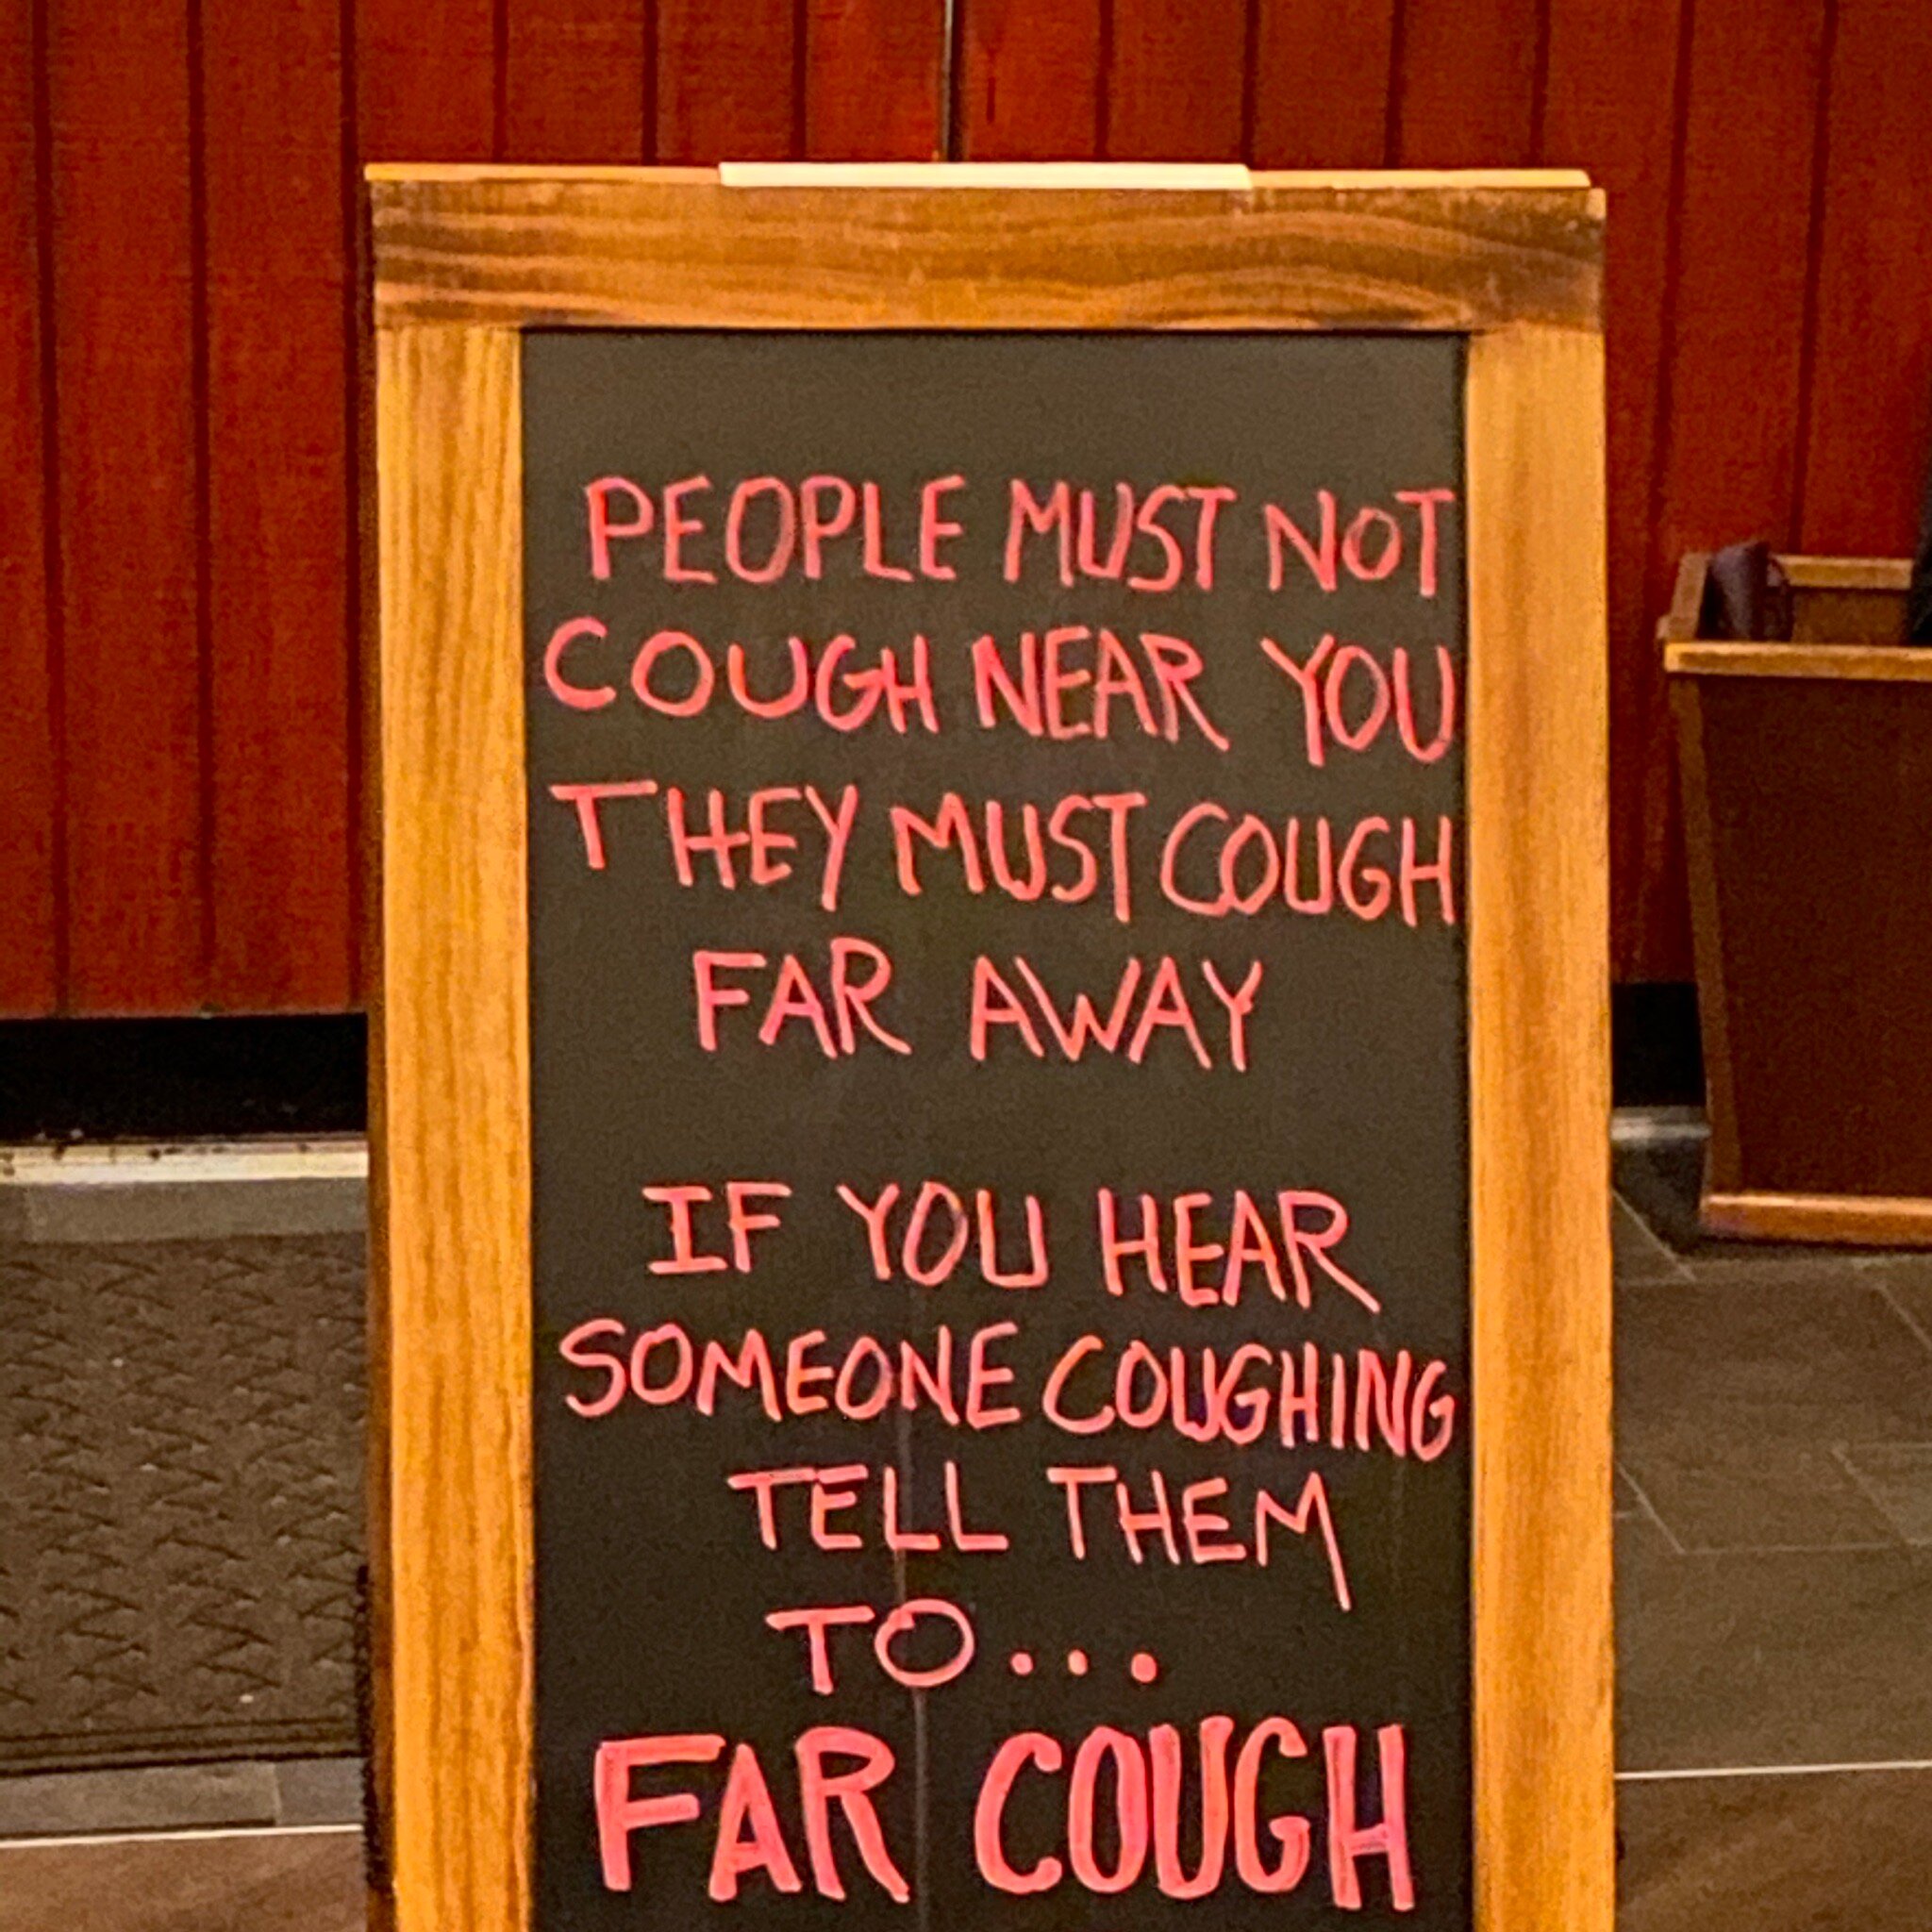 PEOPLE MUST NOT
COUGH NEAR YOU
THEY MUST COUGH
FAR AWAY
IF YOU HEAR
SOMEONE COUGHING
TELL THEM
TO...
FAR COUGH